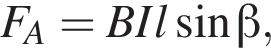 F_A = BIl sin β,